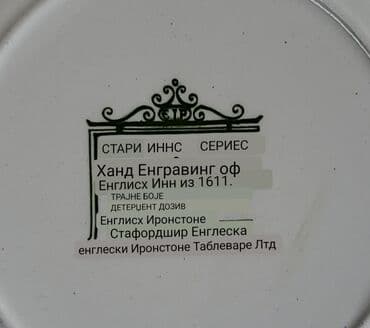 EIP
СТАРИ ИННС СЕРИЕС
Ханд Енгравинг оф
Енглисх Инн из 1611.
ТРАЈНЕ БОЈЕ
ДЕТЕРЏЕНТ ДОЗИВ
Енглисх Иронстоне
Стафордшир Енглеска
енглески Иронстоне Таблеваре Лтд